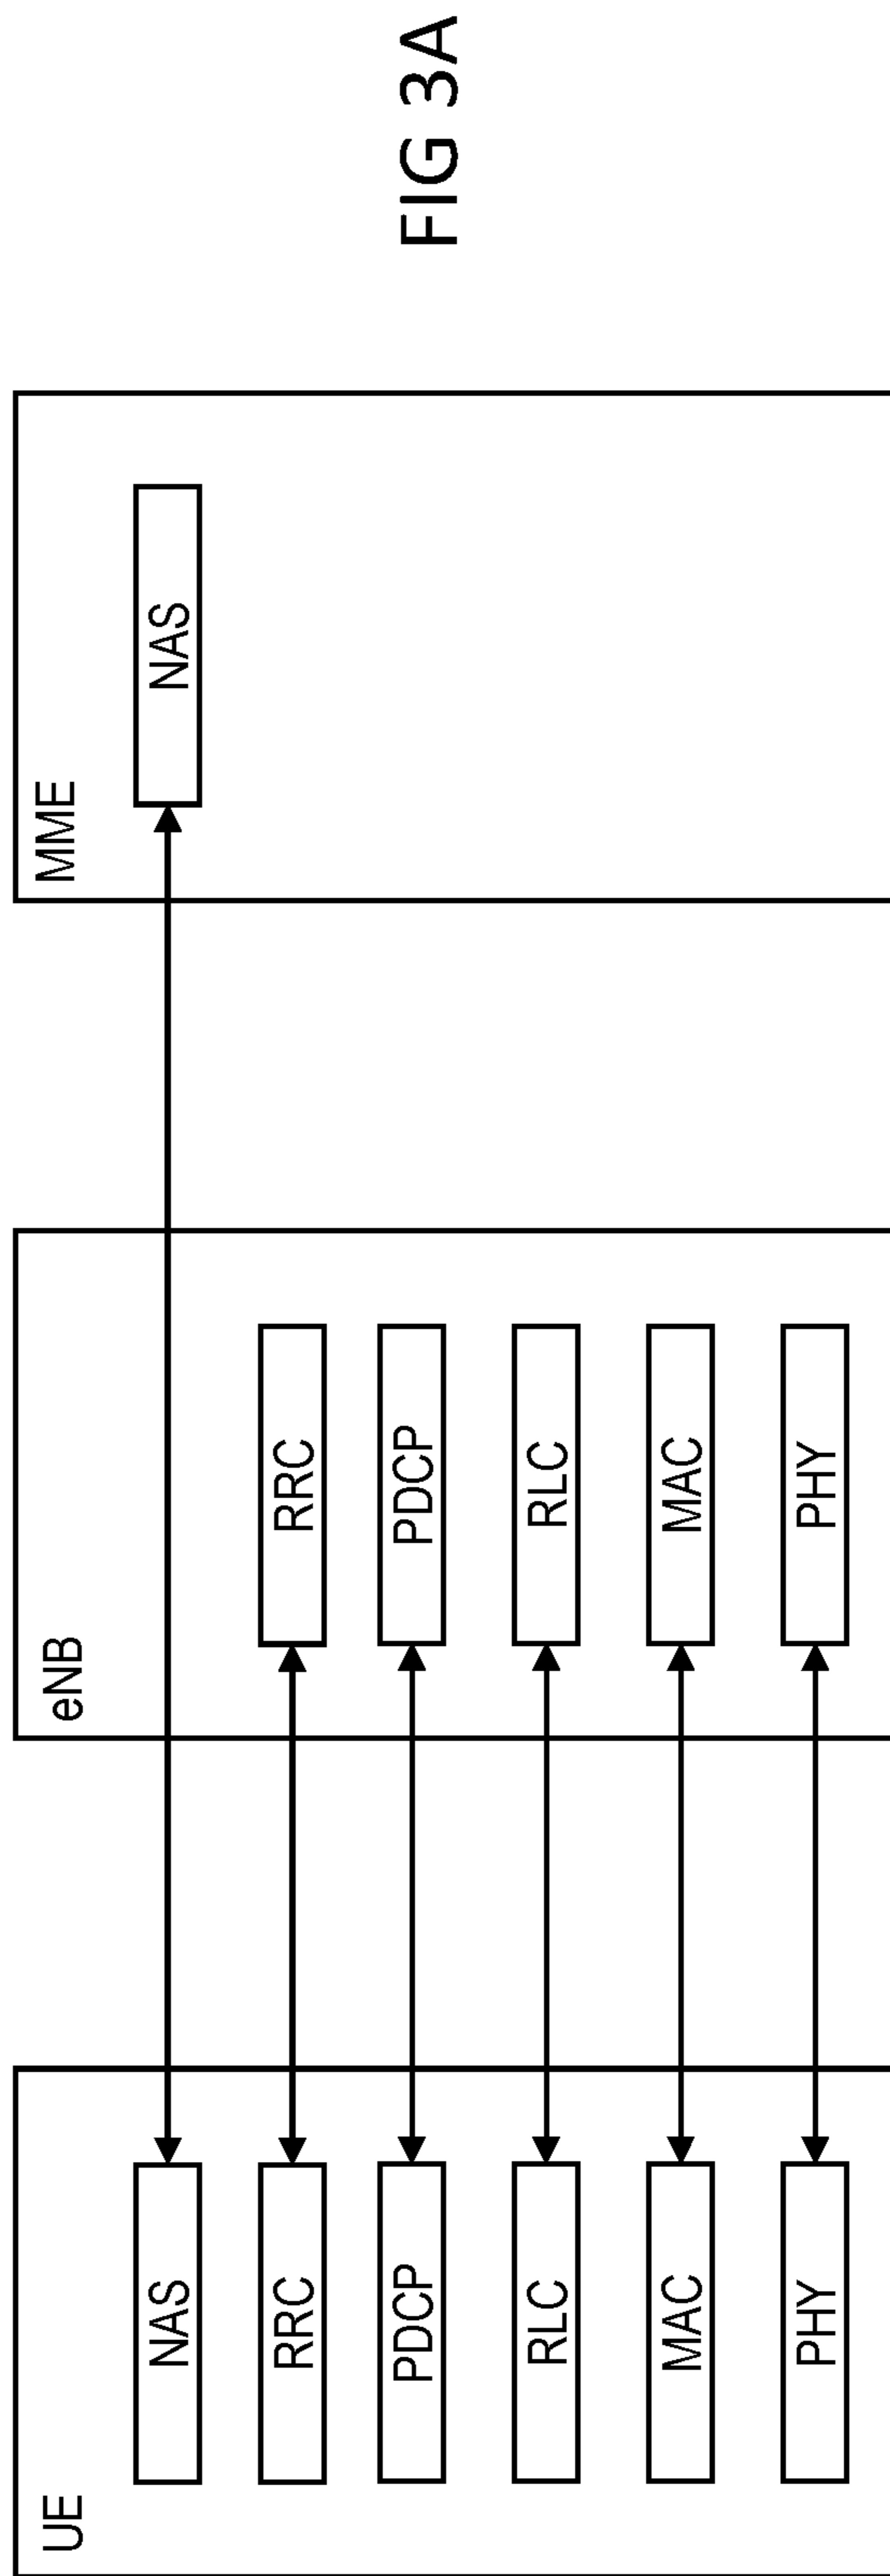 UE
eNB
MME
NAS
NAS
RRC
RRC
PDCP
PDCP
RLC
RLC
MAC
MAC
PHY
PHY
FIG 3A